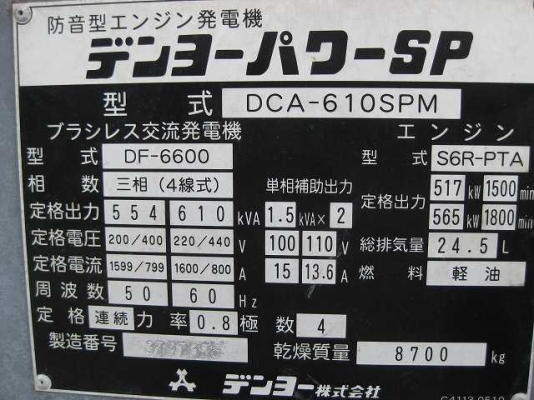 防音型エンジン発電機
デンヨーパワーSP
型式 DCA-610SPM
ブラシレス交流発電機 エンジン
型式 DF-6600 型式 S6R-PTA
相数 三相(4線式) 単相補助出力 定格出力 517 kW 1500 min
定格出力 554 610 kVA 1.5 kVA×2 565 kW 1800 min
定格電圧 200/400 220/440 V 100 110 V 総排気量 24.5 L
定格電流 1599/799 1600/800 A 15 13.6 A 燃料 軽油
周波数 50 60 Hz
定格 連続 力率 0.8 極数 4
製造番号 乾燥質量 8700 kg
デンヨー株式会社